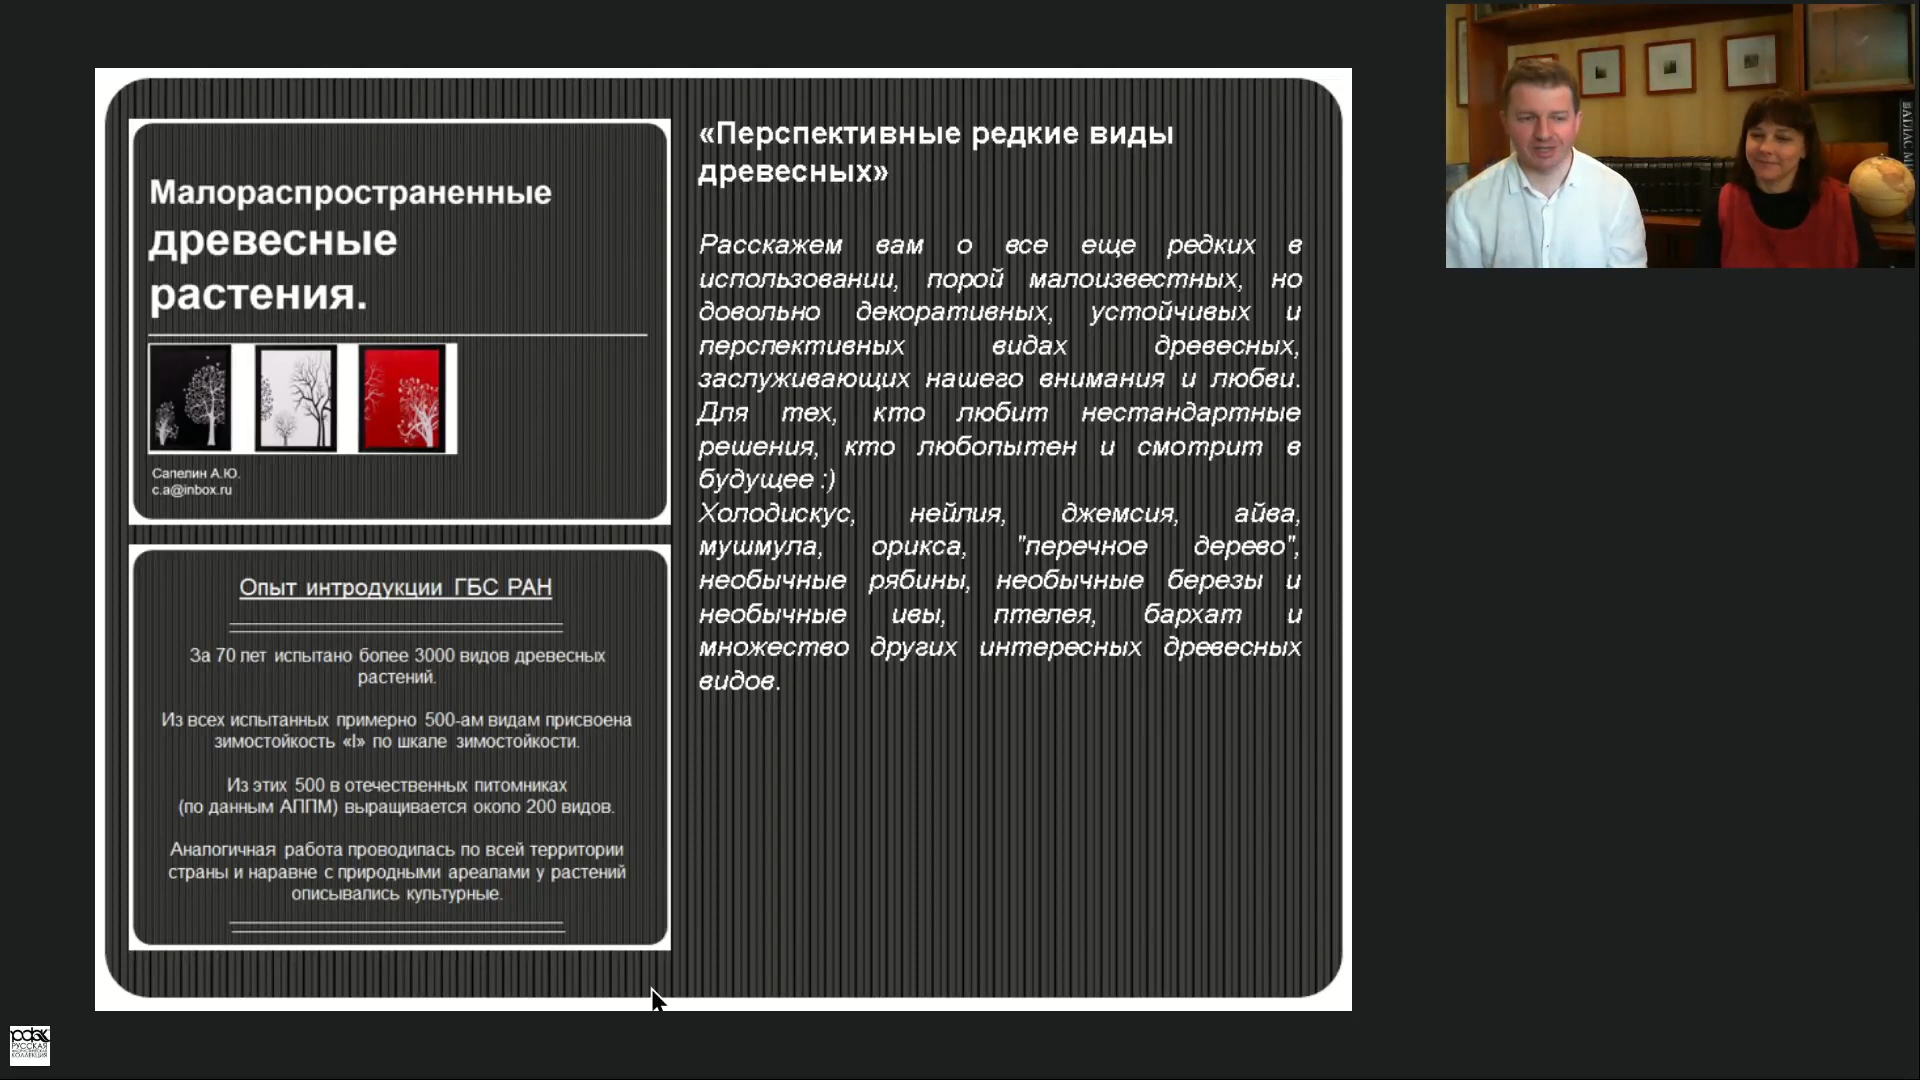 Малораспространенные
древесные
растения.
Сапелин А.Ю.
c.a@inbox.ru
Опыт интродукции ГБС РАН
За 70 лет испытано более 3000 видов древесных
растений.
Из всех испытанных примерно 500-ам видам присвоена
зимостойкость «I» по шкале зимостойкости.
Из этих 500 в отечественных питомниках
(по данным АППМ) выращивается около 200 видов.
Аналогичная работа проводилась по всей территории
страны и наравне с природными ареалами у растений
описывались культурные.
«Перспективные редкие виды
древесных»
Расскажем вам о все еще редких в
использовании, порой малоизвестных, но
довольно декоративных, устойчивых и
перспективных видах древесных,
заслуживающих нашего внимания и любви.
Для тех, кто любит нестандартные
решения, кто любопытен и смотрит в
будущее :)
Холодискус, нейлия, джемсия, айва,
мушмула, орикса, "перечное дерево",
необычные рябины, необычные березы и
необычные ивы, птелея, бархат и
множество других интересных древесных
видов.
РУССКАЯ
КОЛЛЕКЦИЯ